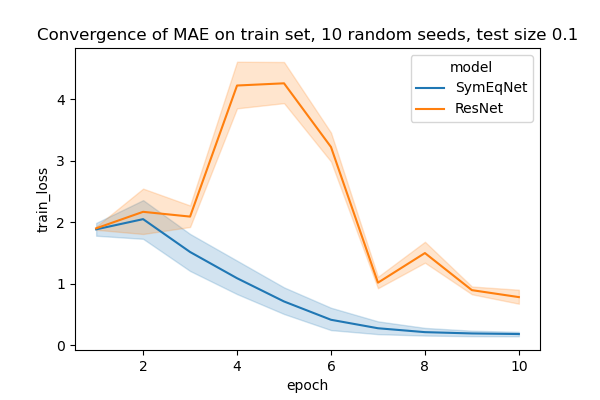 Convergence of MAE on train set, 10 random seeds, test size 0.1
model
SymEqNet
ResNet
train_loss
4
3
2
1
0
2
4
6
8
10
epoch